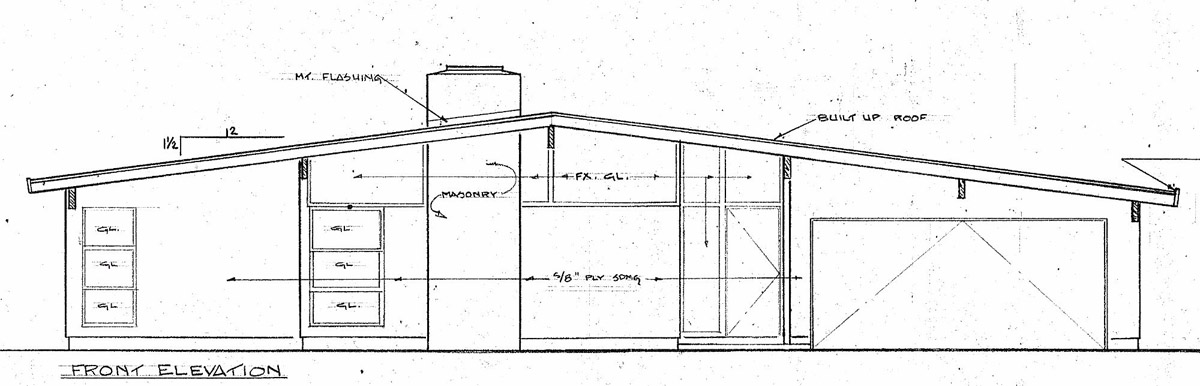 MT. FLASHING
BUILT UP ROOF
12
1½
FX. GL.
MASONRY
GL.
GL.
GL
GL.
GL
GL.
5/8" PLY SDNG
FRONT ELEVATION